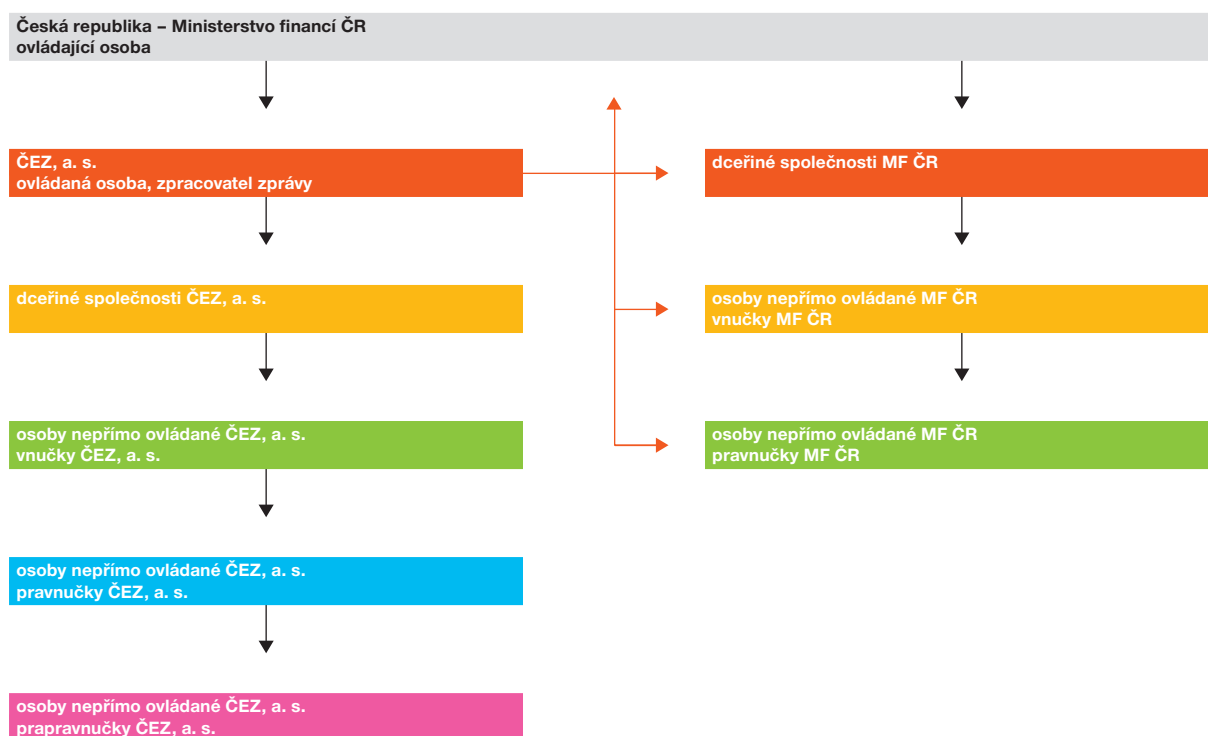 Česká republika – Ministerstvo financí ČR
ovládající osoba
ČEZ, a. s.
ovládaná osoba, zpracovatel zprávy
dceřiné společnosti MF ČR
dceřiné společnosti ČEZ, a. s.
osoby nepřímo ovládané MF ČR
vnučky MF ČR
osoby nepřímo ovládané ČEZ, a. s.
vnučky ČEZ, a. s.
osoby nepřímo ovládané MF ČR
pravnučky MF ČR
osoby nepřímo ovládané ČEZ, a. s.
pravnučky ČEZ, a. s.
osoby nepřímo ovládané ČEZ, a. s.
prapravnučky ČEZ, a. s.